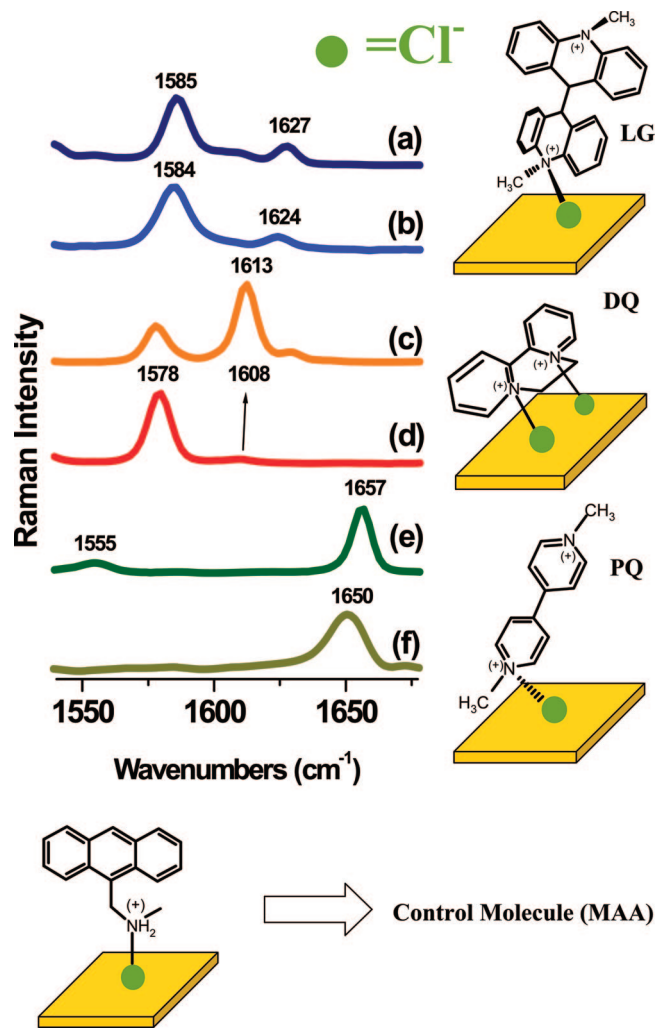 =Cl⁻
CH₃
N
(+)
LG
(+)
N
H₃C
1585
1627
(a)
1584
1624
(b)
DQ
1613
(c)
N
(+)
(+)
N
1578
1608
(d)
1657
1555
(e)
CH₃
N
(+)
PQ
1650
(f)
(+)
N
H₃C
Raman Intensity
1550
1600
1650
Wavenumbers (cm⁻¹)
(+)
NH₂
Control Molecule (MAA)